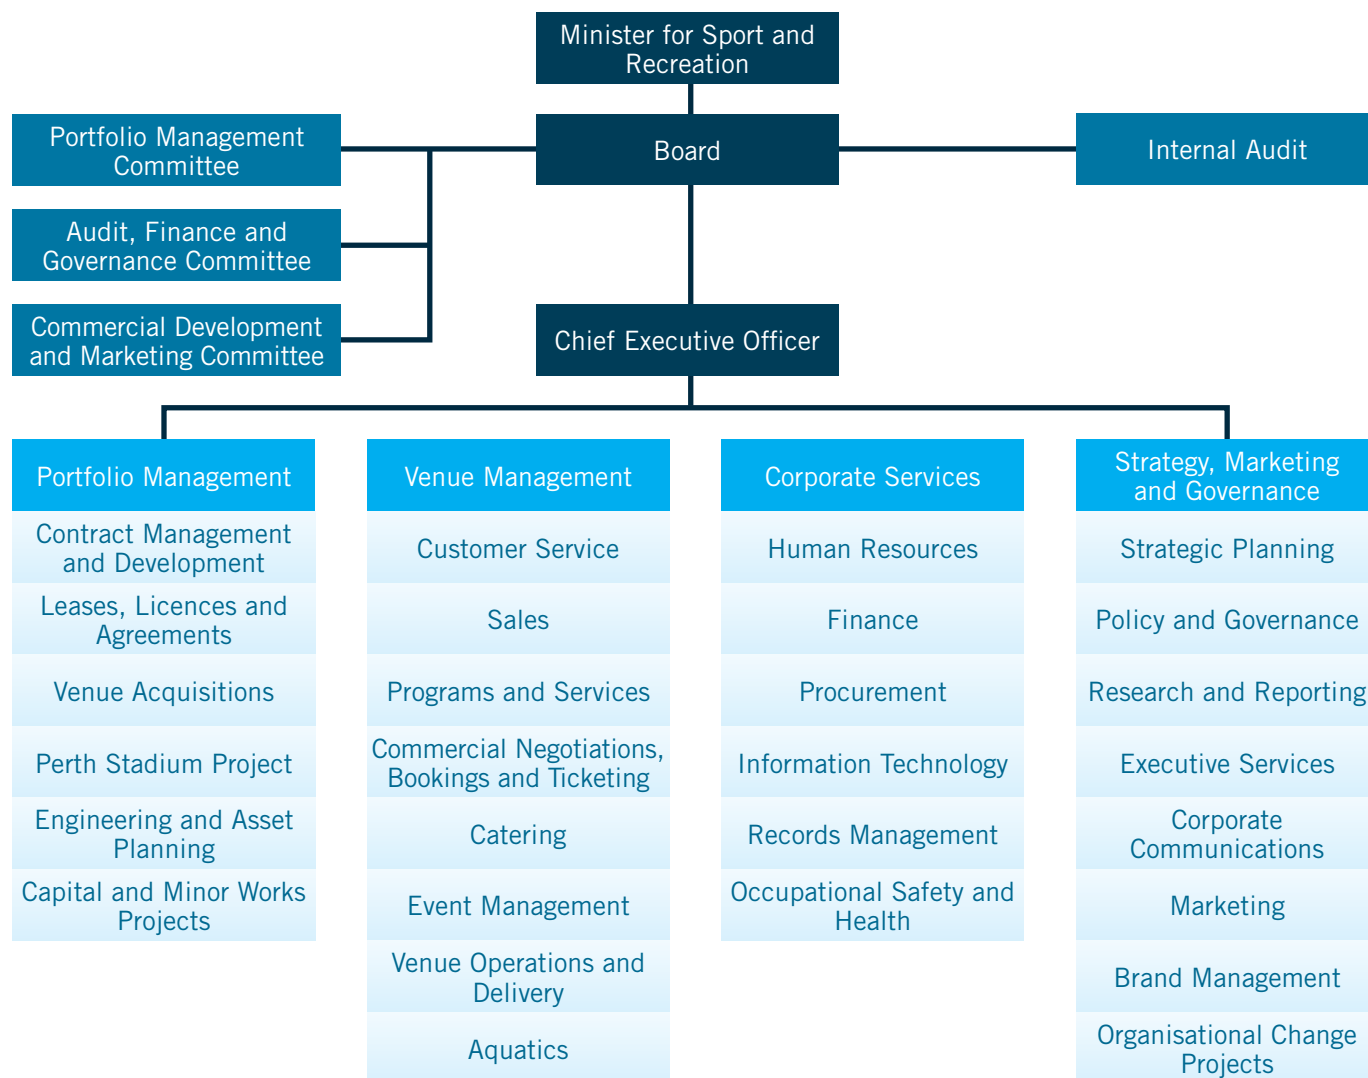 Minister for Sport and
Recreation
Portfolio Management
Committee
Board
Internal Audit
Audit, Finance and
Governance Committee
Commercial Development
and Marketing Committee
Chief Executive Officer
Portfolio Management
Contract Management
and Development
Leases, Licences and
Agreements
Venue Acquisitions
Perth Stadium Project
Engineering and Asset
Planning
Capital and Minor Works
Projects
Venue Management
Customer Service
Sales
Programs and Services
Commercial Negotiations,
Bookings and Ticketing
Catering
Event Management
Venue Operations and
Delivery
Aquatics
Corporate Services
Human Resources
Finance
Procurement
Information Technology
Records Management
Occupational Safety and
Health
Strategy, Marketing
and Governance
Strategic Planning
Policy and Governance
Research and Reporting
Executive Services
Corporate
Communications
Marketing
Brand Management
Organisational Change
Projects